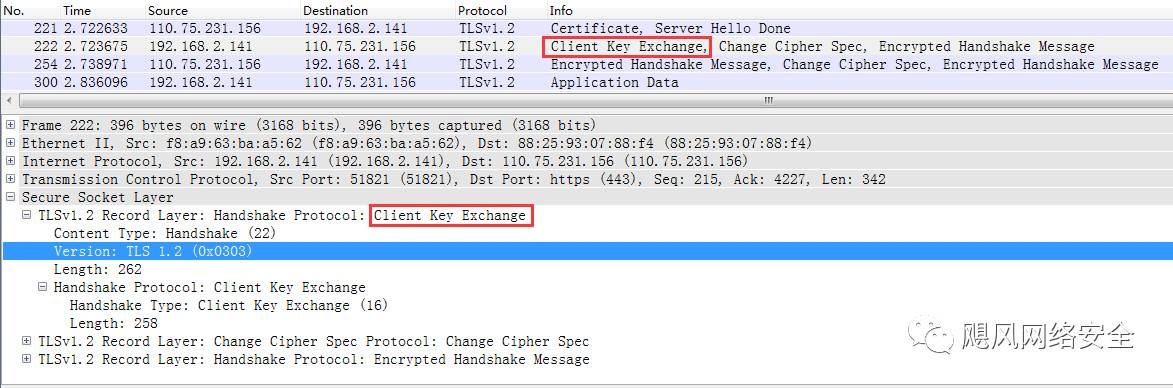 No. Time Source Destination Protocol Info
221 2.722633 110.75.231.156 192.168.2.141 TLSv1.2 Certificate, Server Hello Done
222 2.723675 192.168.2.141 110.75.231.156 TLSv1.2 Client Key Exchange, Change Cipher Spec, Encrypted Handshake Message
254 2.738971 110.75.231.156 192.168.2.141 TLSv1.2 Encrypted Handshake Message, Change Cipher Spec, Encrypted Handshake Message
300 2.836096 192.168.2.141 110.75.231.156 TLSv1.2 Application Data
Frame 222: 396 bytes on wire (3168 bits), 396 bytes captured (3168 bits)
Ethernet II, Src: f8:a9:63:ba:a5:62 (f8:a9:63:ba:a5:62), Dst: 88:25:93:07:88:f4 (88:25:93:07:88:f4)
Internet Protocol, Src: 192.168.2.141 (192.168.2.141), Dst: 110.75.231.156 (110.75.231.156)
Transmission Control Protocol, Src Port: 51821 (51821), Dst Port: https (443), Seq: 215, Ack: 4227, Len: 342
Secure Socket Layer
TLSv1.2 Record Layer: Handshake Protocol: Client Key Exchange
Content Type: Handshake (22)
Version: TLS 1.2 (0x0303)
Length: 262
Handshake Protocol: Client Key Exchange
Handshake Type: Client Key Exchange (16)
Length: 258
TLSv1.2 Record Layer: Change Cipher Spec Protocol: Change Cipher Spec
TLSv1.2 Record Layer: Handshake Protocol: Encrypted Handshake Message
飓风网络安全